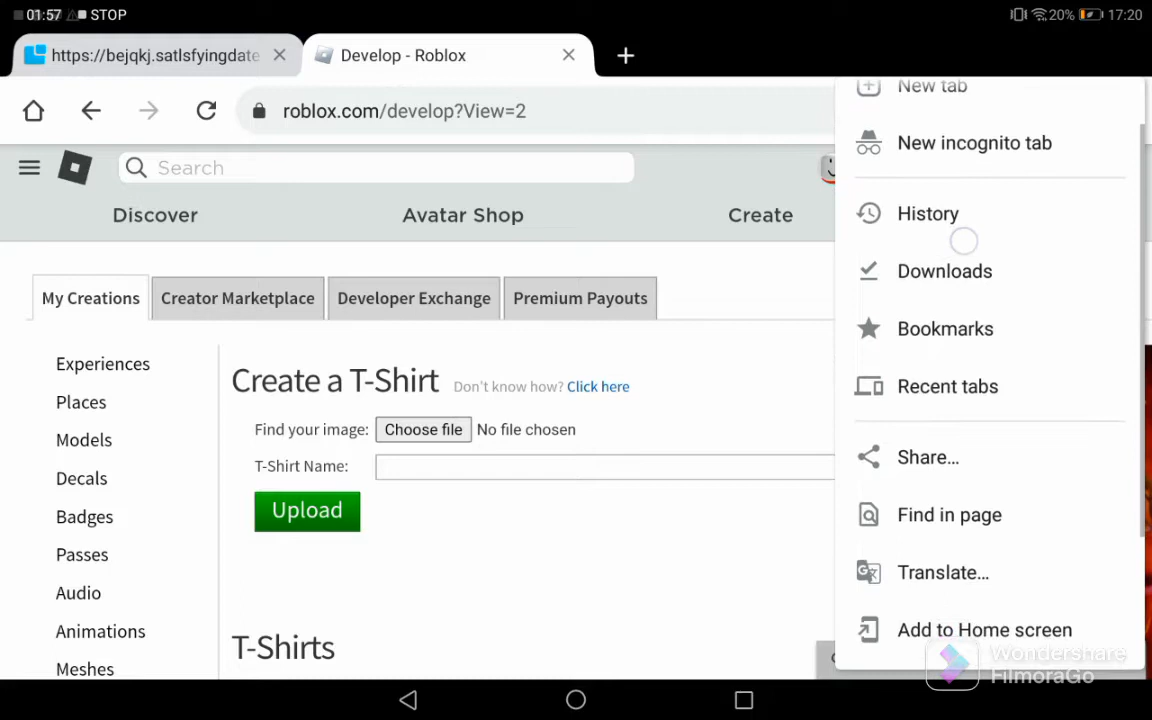 01:57 STOP 20% 17:20
https://bejqkj.satlsfyingdate
Develop - Roblox
roblox.com/develop?View=2
New tab
New incognito tab
History
Downloads
Bookmarks
Recent tabs
Share...
Find in page
Translate...
Add to Home screen
Search
Discover Avatar Shop Create
My Creations Creator Marketplace Developer Exchange Premium Payouts
Experiences
Places
Models
Decals
Badges
Passes
Audio
Animations
Meshes
Create a T-Shirt Don't know how? Click here
Find your image: Choose file No file chosen
T-Shirt Name:
Upload
T-Shirts
Wondershare
FilmoraGo